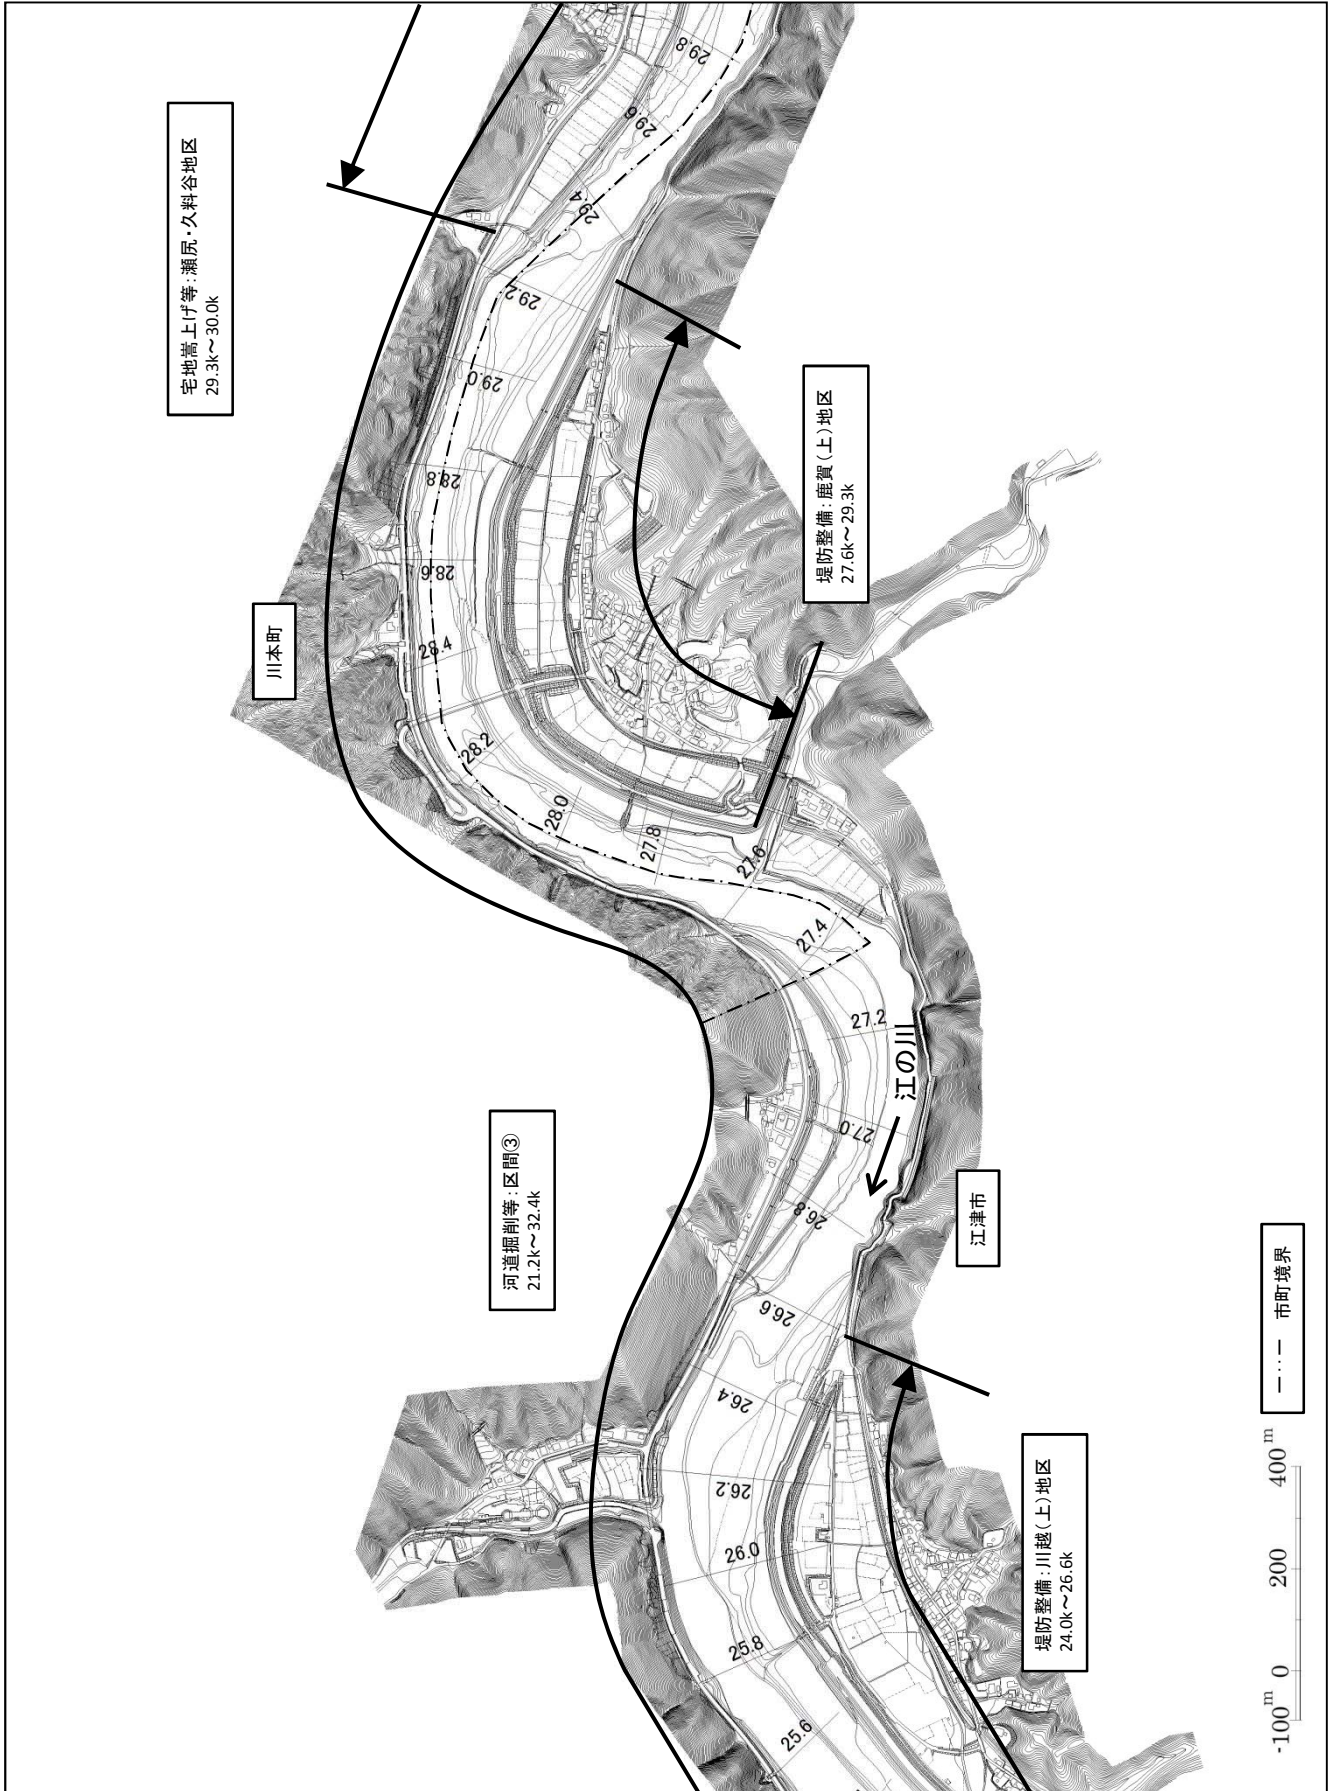 宅地嵩上げ等：瀬尻・久料谷地区
29.3k～30.0k
川本町
堤防整備：鹿賀（上）地区
27.6k～29.3k
河道掘削等：区間③
21.2k～32.4k
江の川
江津市
堤防整備：川越（上）地区
24.0k～26.6k
市町境界
29.8
29.6
29.4
29.2
29.0
28.8
28.6
28.4
28.2
28.0
27.8
27.6
27.4
27.2
27.0
26.8
26.6
26.4
26.2
26.0
25.8
25.6
-100m 0 200 400m